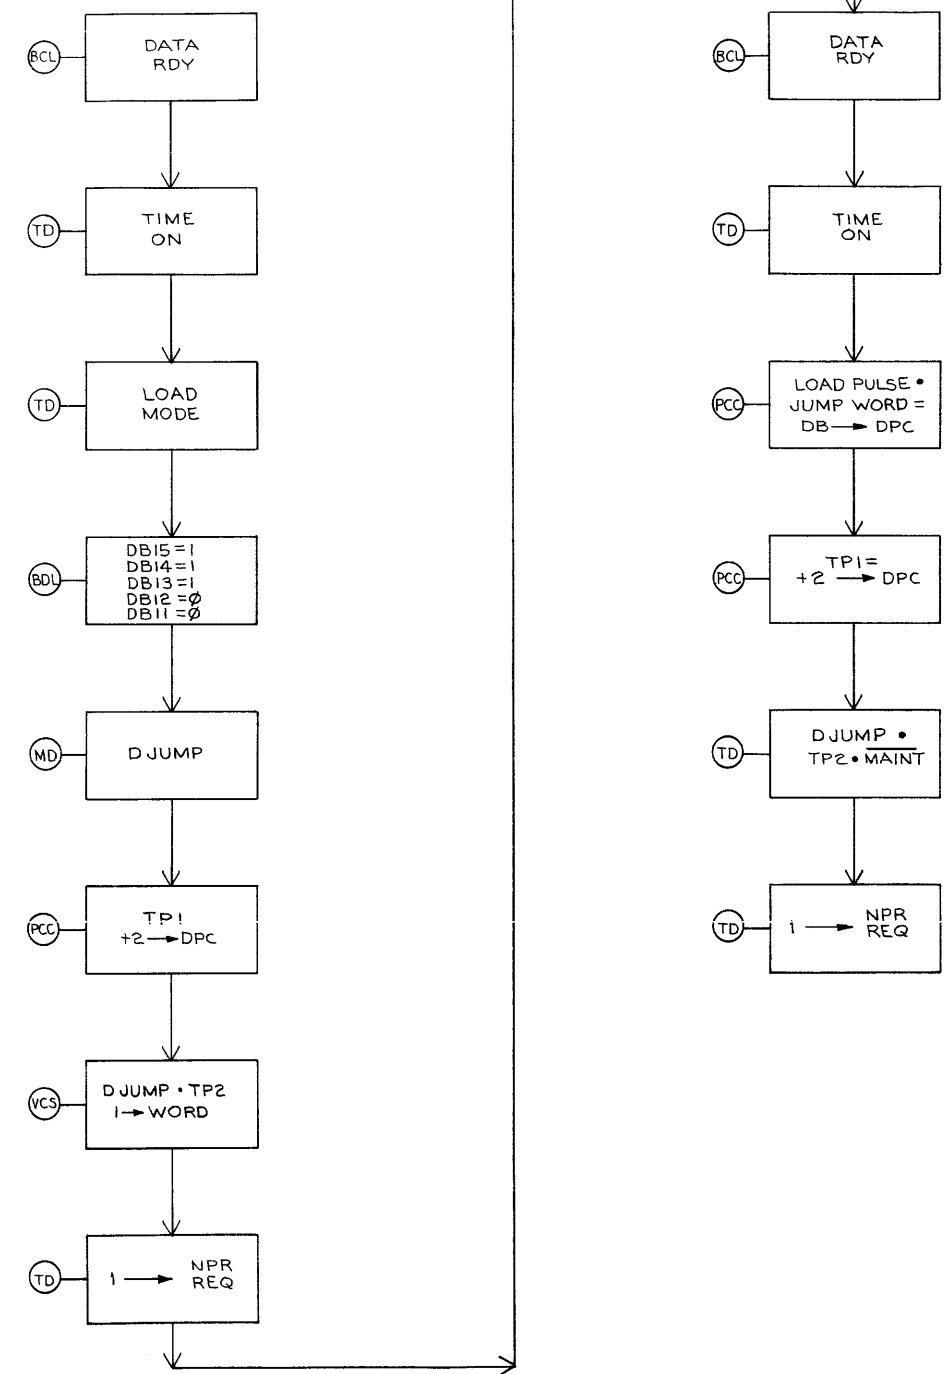 BCL
DATA
RDY
TD
TIME
ON
TD
LOAD
MODE
BDL
DB15=1
DB14=1
DB13=1
DB12=Ø
DB11=Ø
MD
DJUMP
PCC
TP1
+2 → DPC
VCS
DJUMP • TP2
1 → WORD
TD
1 → NPR
REQ
BCL
DATA
RDY
TD
TIME
ON
PCC
LOAD PULSE •
JUMP WORD =
DB → DPC
PCC
TP1=
+2 → DPC
TD
DJUMP •
TP2 • MAINT
TD
1 → NPR
REQ